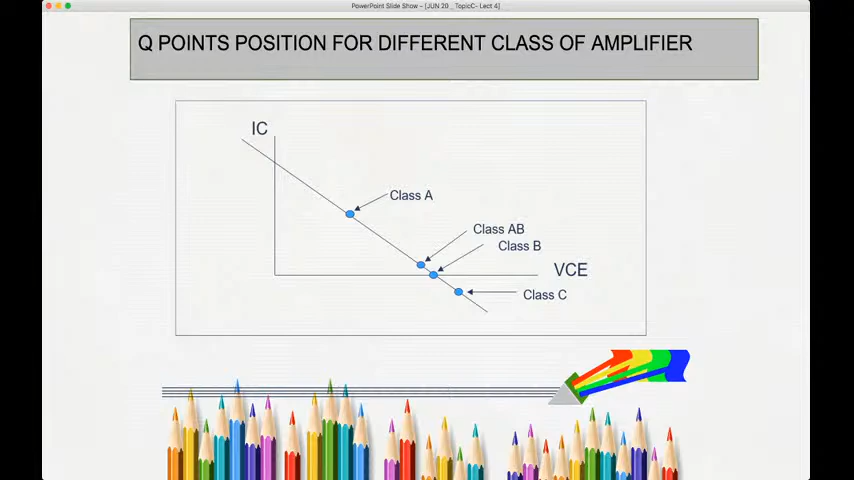 PowerPoint Slide Show - [JUN 20 _ TopicC- Lect 4]
Q POINTS POSITION FOR DIFFERENT CLASS OF AMPLIFIER
IC
Class A
Class AB
Class B
VCE
Class C